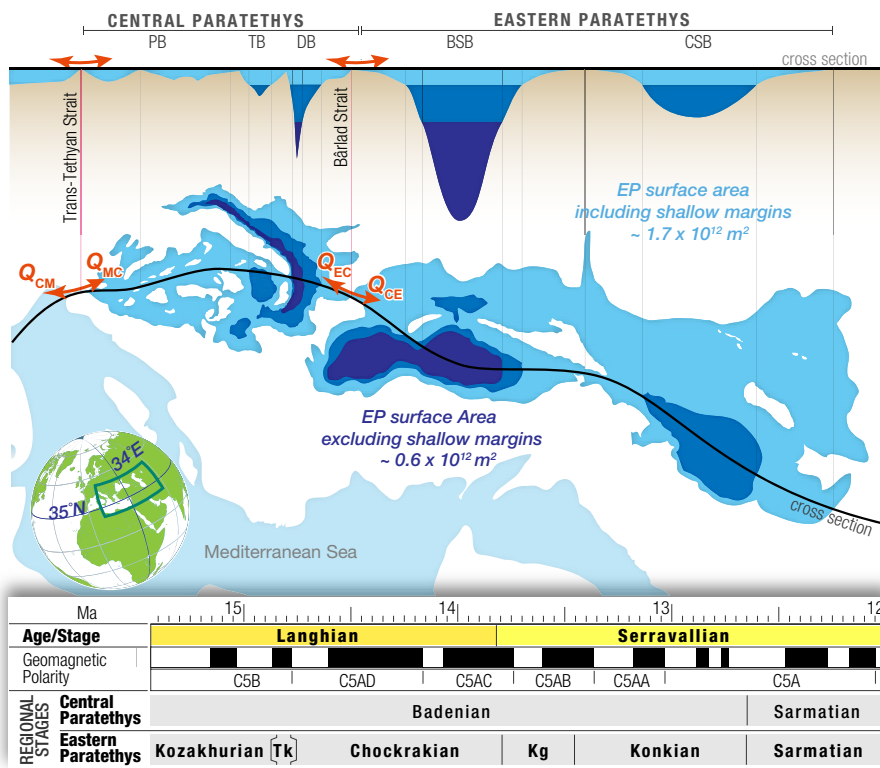 CENTRAL PARATETHYS
EASTERN PARATETHYS
PB
TB
DB
BSB
CSB
cross section
Trans-Tethyan Strait
Bârlad Strait
EP surface area
including shallow margins
~ 1.7 x 10¹² m²
Q_CM
Q_MC
Q_EC
Q_CE
EP surface Area
excluding shallow margins
~ 0.6 x 10¹² m²
34°E
35°N
cross section
Mediterranean Sea
Ma
15
14
13
12
Age/Stage
Langhian
Serravallian
Geomagnetic
Polarity
C5B
C5AD
C5AC
C5AB
C5AA
C5A
REGIONAL
STAGES
Central
Paratethys
Badenian
Sarmatian
Eastern
Paratethys
Kozakhurian
Tk
Chockrakian
Kg
Konkian
Sarmatian